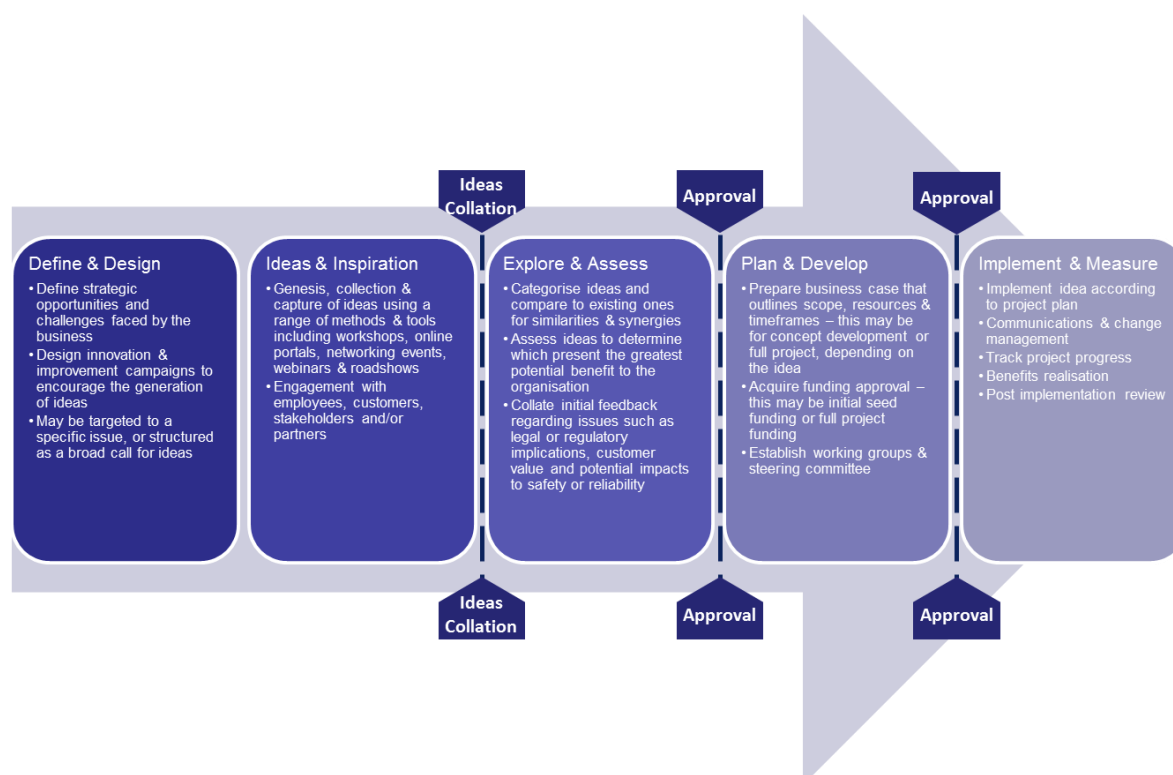 Ideas
Collation
Approval
Approval
Define & Design
• Define strategic
opportunities and
challenges faced by the
business
• Design innovation &
improvement campaigns to
encourage the generation
of ideas
• May be targeted to a
specific issue, or structured
as a broad call for ideas
Ideas & Inspiration
• Genesis, collection &
capture of ideas using a
range of methods & tools
including workshops, online
portals, networking events,
webinars & roadshows
• Engagement with
employees, customers,
stakeholders and/or
partners
Explore & Assess
• Categorise ideas and
compare to existing ones
for similarities & synergies
• Assess ideas to determine
which present the greatest
potential benefit to the
organisation
• Collate initial feedback
regarding issues such as
legal or regulatory
implications, customer
value and potential impacts
to safety or reliability
Plan & Develop
• Prepare business case that
outlines scope, resources &
timeframes – this may be
for concept development or
full project, depending on
the idea
• Acquire funding approval –
this may be initial seed
funding or full project
funding
• Establish working groups &
steering committee
Implement & Measure
• Implement idea according
to project plan
• Communications & change
management
• Track project progress
• Benefits realisation
• Post implementation review
Ideas
Collation
Approval
Approval